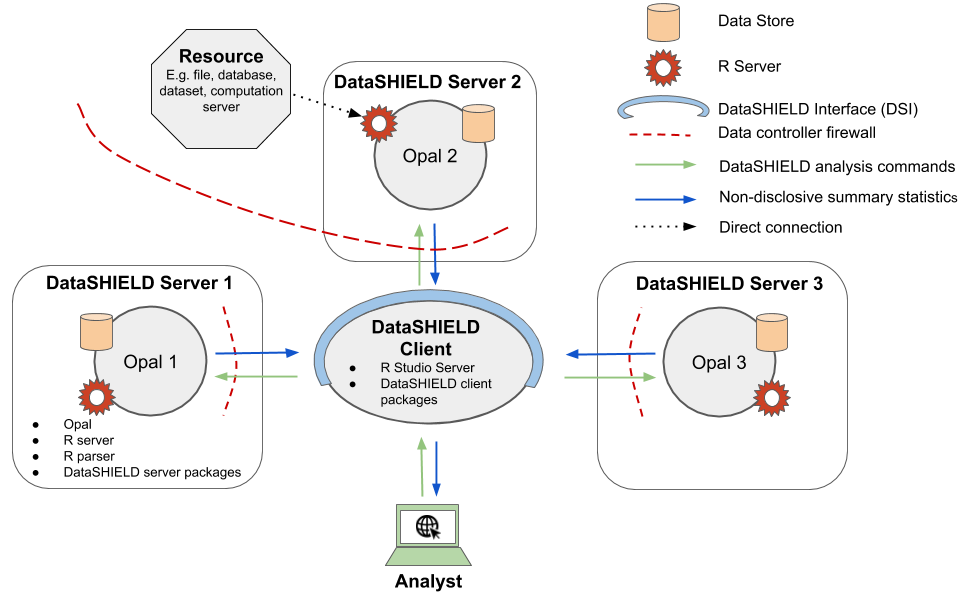 Resource
E.g. file, database,
dataset, computation
server
DataSHIELD Server 2
Opal 2
Data Store
R Server
DataSHIELD Interface (DSI)
Data controller firewall
DataSHIELD analysis commands
Non-disclosive summary statistics
Direct connection
DataSHIELD Server 1
Opal 1
● Opal
● R server
● R parser
● DataSHIELD server packages
DataSHIELD
Client
● R Studio Server
● DataSHIELD client
packages
DataSHIELD Server 3
Opal 3
Analyst